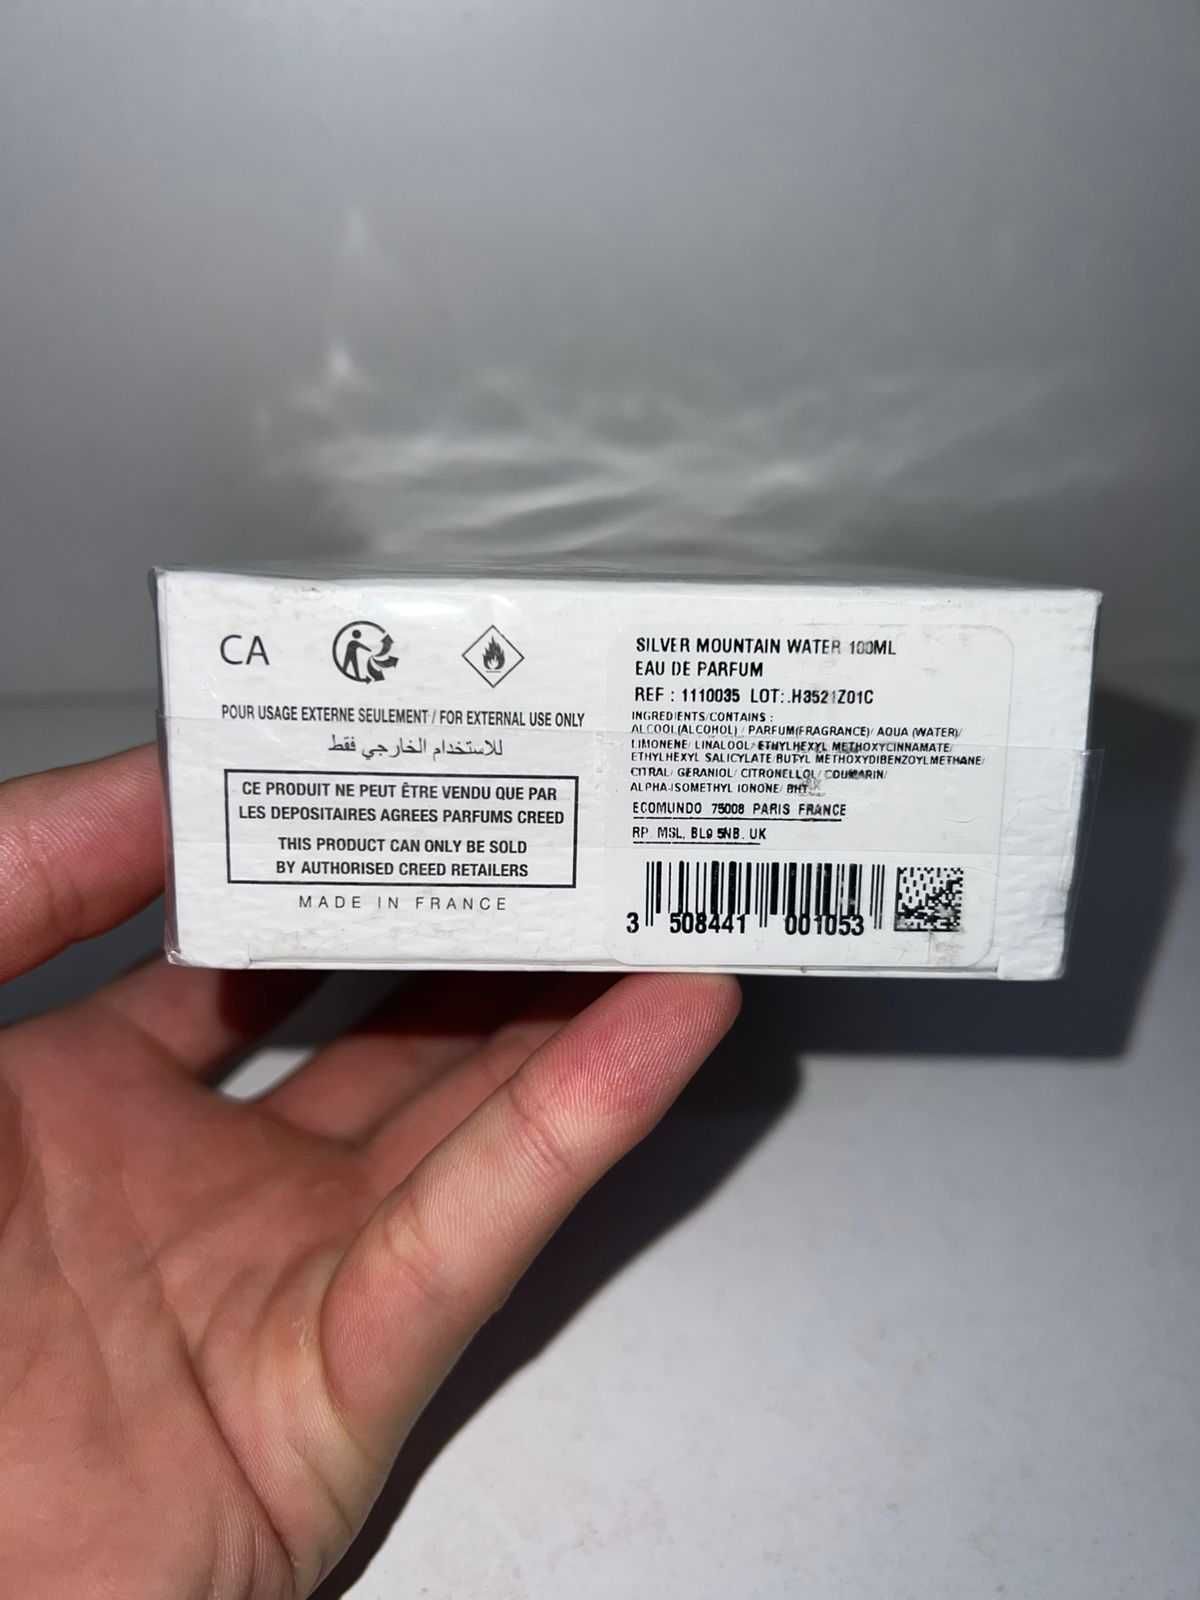 CA
POUR USAGE EXTERNE SEULEMENT / FOR EXTERNAL USE ONLY
للاستخدام الخارجي فقط
CE PRODUIT NE PEUT ÊTRE VENDU QUE PAR
LES DEPOSITAIRES AGREES PARFUMS CREED
THIS PRODUCT CAN ONLY BE SOLD
BY AUTHORISED CREED RETAILERS
MADE IN FRANCE
SILVER MOUNTAIN WATER 100ML
EAU DE PARFUM
REF : 1110035 LOT:.H3521Z01C
INGREDIENTS/CONTAINS :
ALCOOL(ALCOHOL) / PARFUM(FRAGRANCE)/ AQUA (WATER)/
LIMONENE/ LINALOOL/ ETHYLHEXYL METHOXYCINNAMATE/
ETHYLHEXYL SALICYLATE/BUTYL METHOXYDIBENZOYLMETHANE/
CITRAL/ GERANIOL/ CITRONELLOL/ COUMARIN/
ALPHA-ISOMETHYL IONONE/ BHT
ECOMUNDO 75008 PARIS FRANCE
RP. MSL, BL9 5NB. UK
3 508441 001053